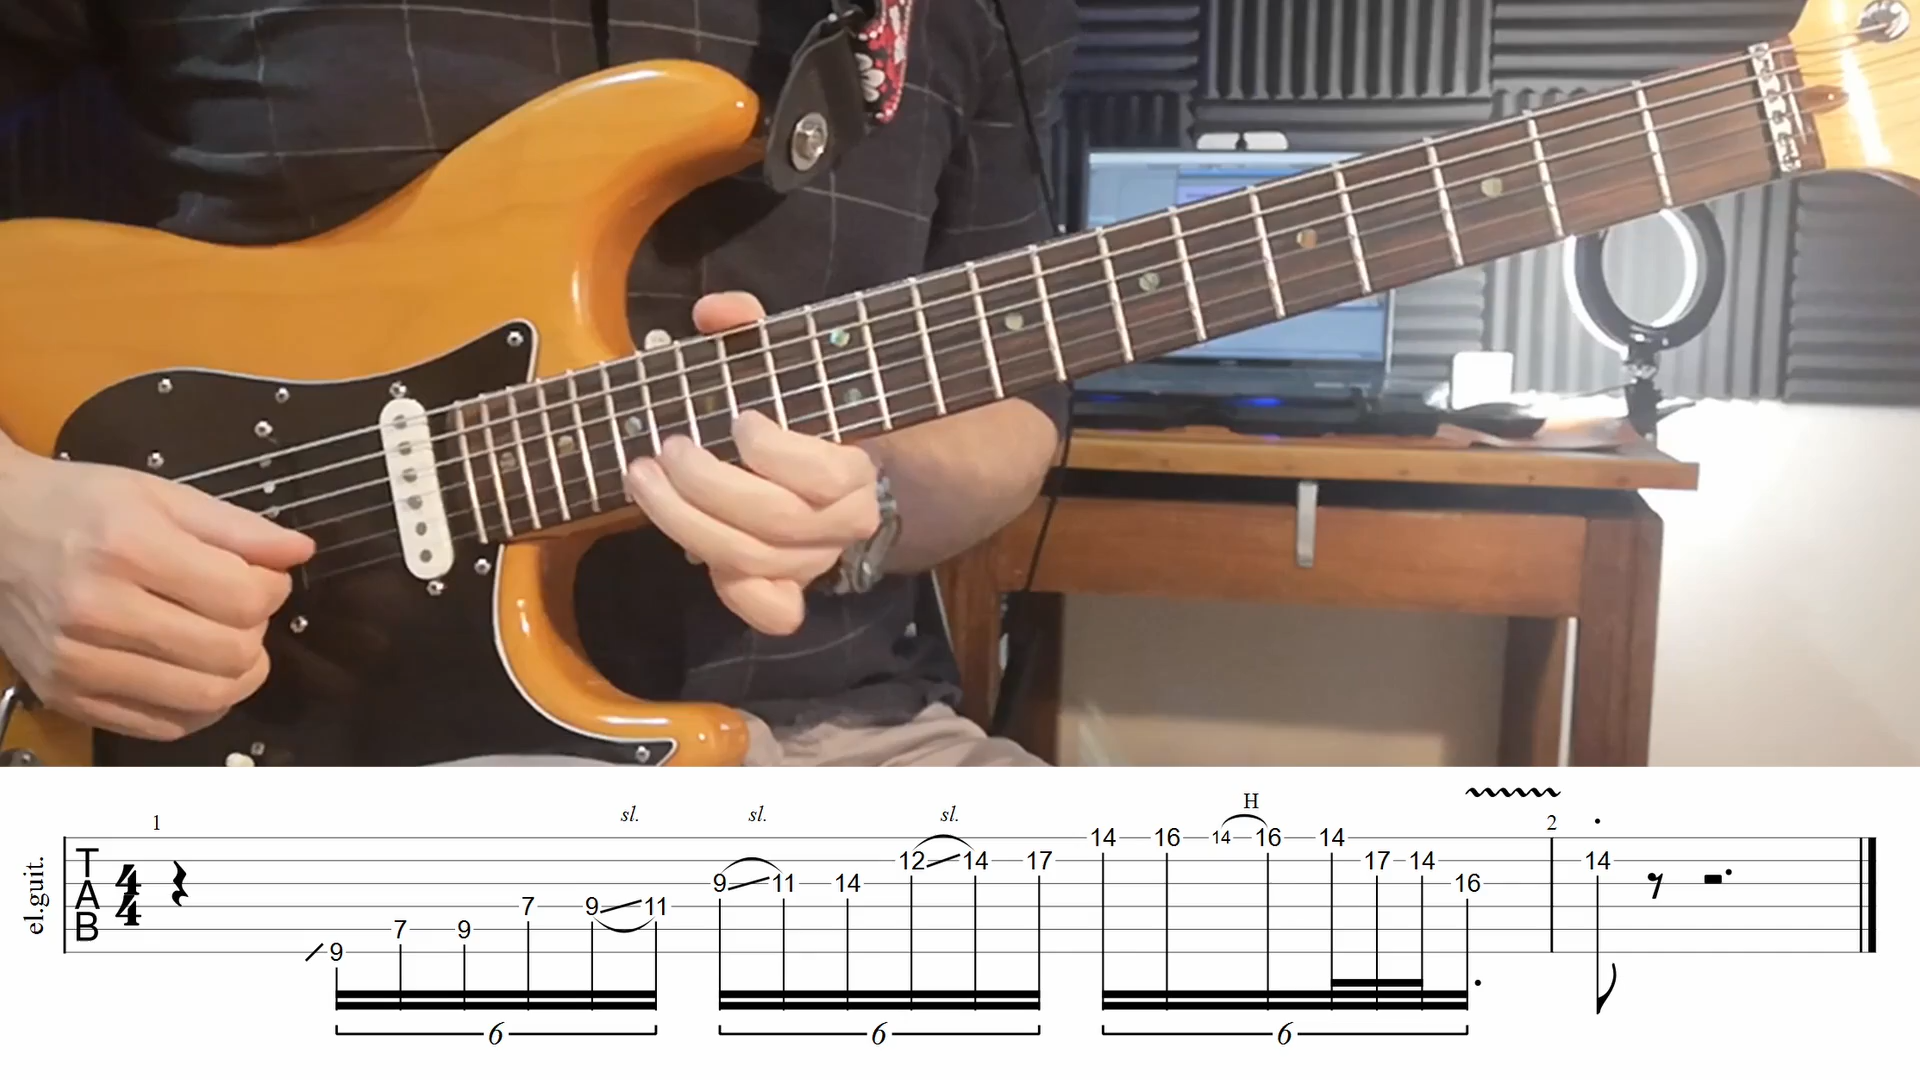 sl. sl. sl. H
1 2
el.guit.
TAB
4
4
14 16 14 16 14
12 14 17 17 14 14
9 11 14 16
7 9 11
7 9
9
6 6 6